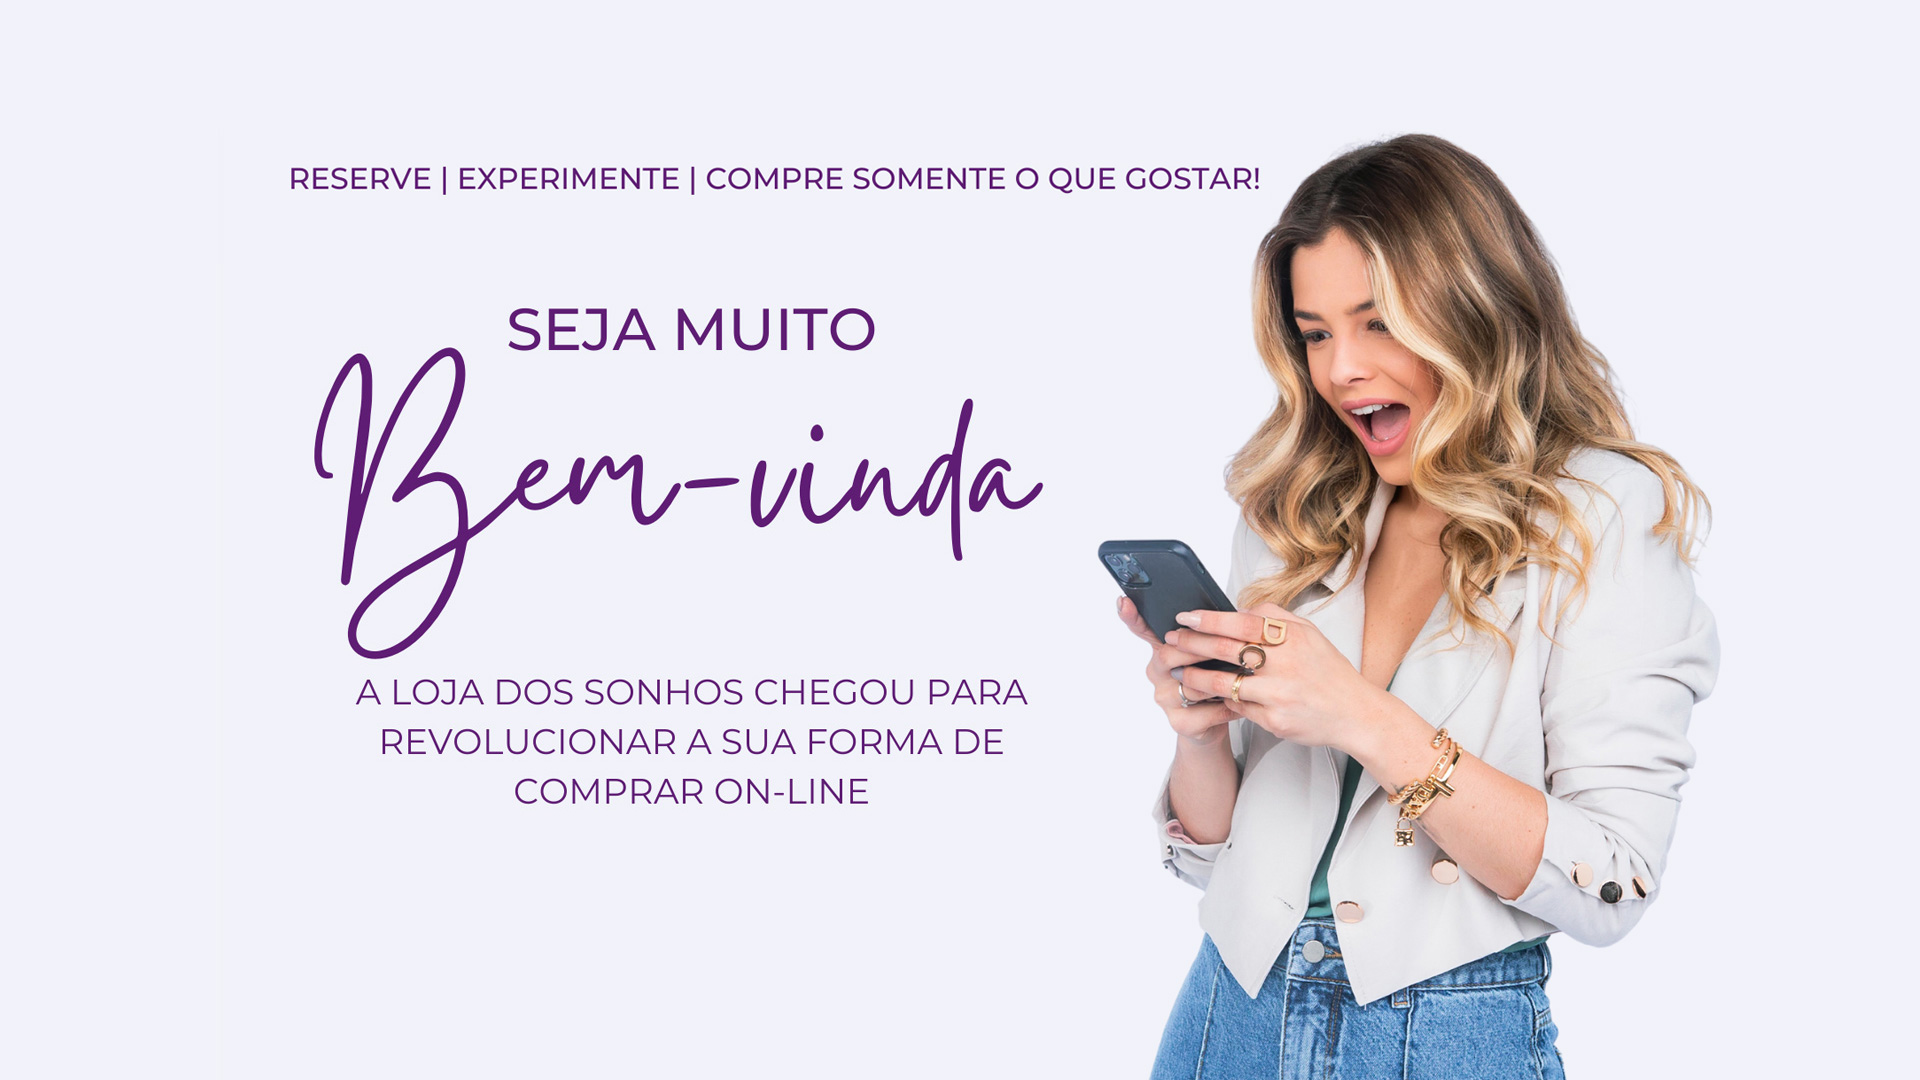 RESERVE | EXPERIMENTE | COMPRE SOMENTE O QUE GOSTAR!
SEJA MUITO
Bem-vinda
A LOJA DOS SONHOS CHEGOU PARA
REVOLUCIONAR A SUA FORMA DE
COMPRAR ON-LINE